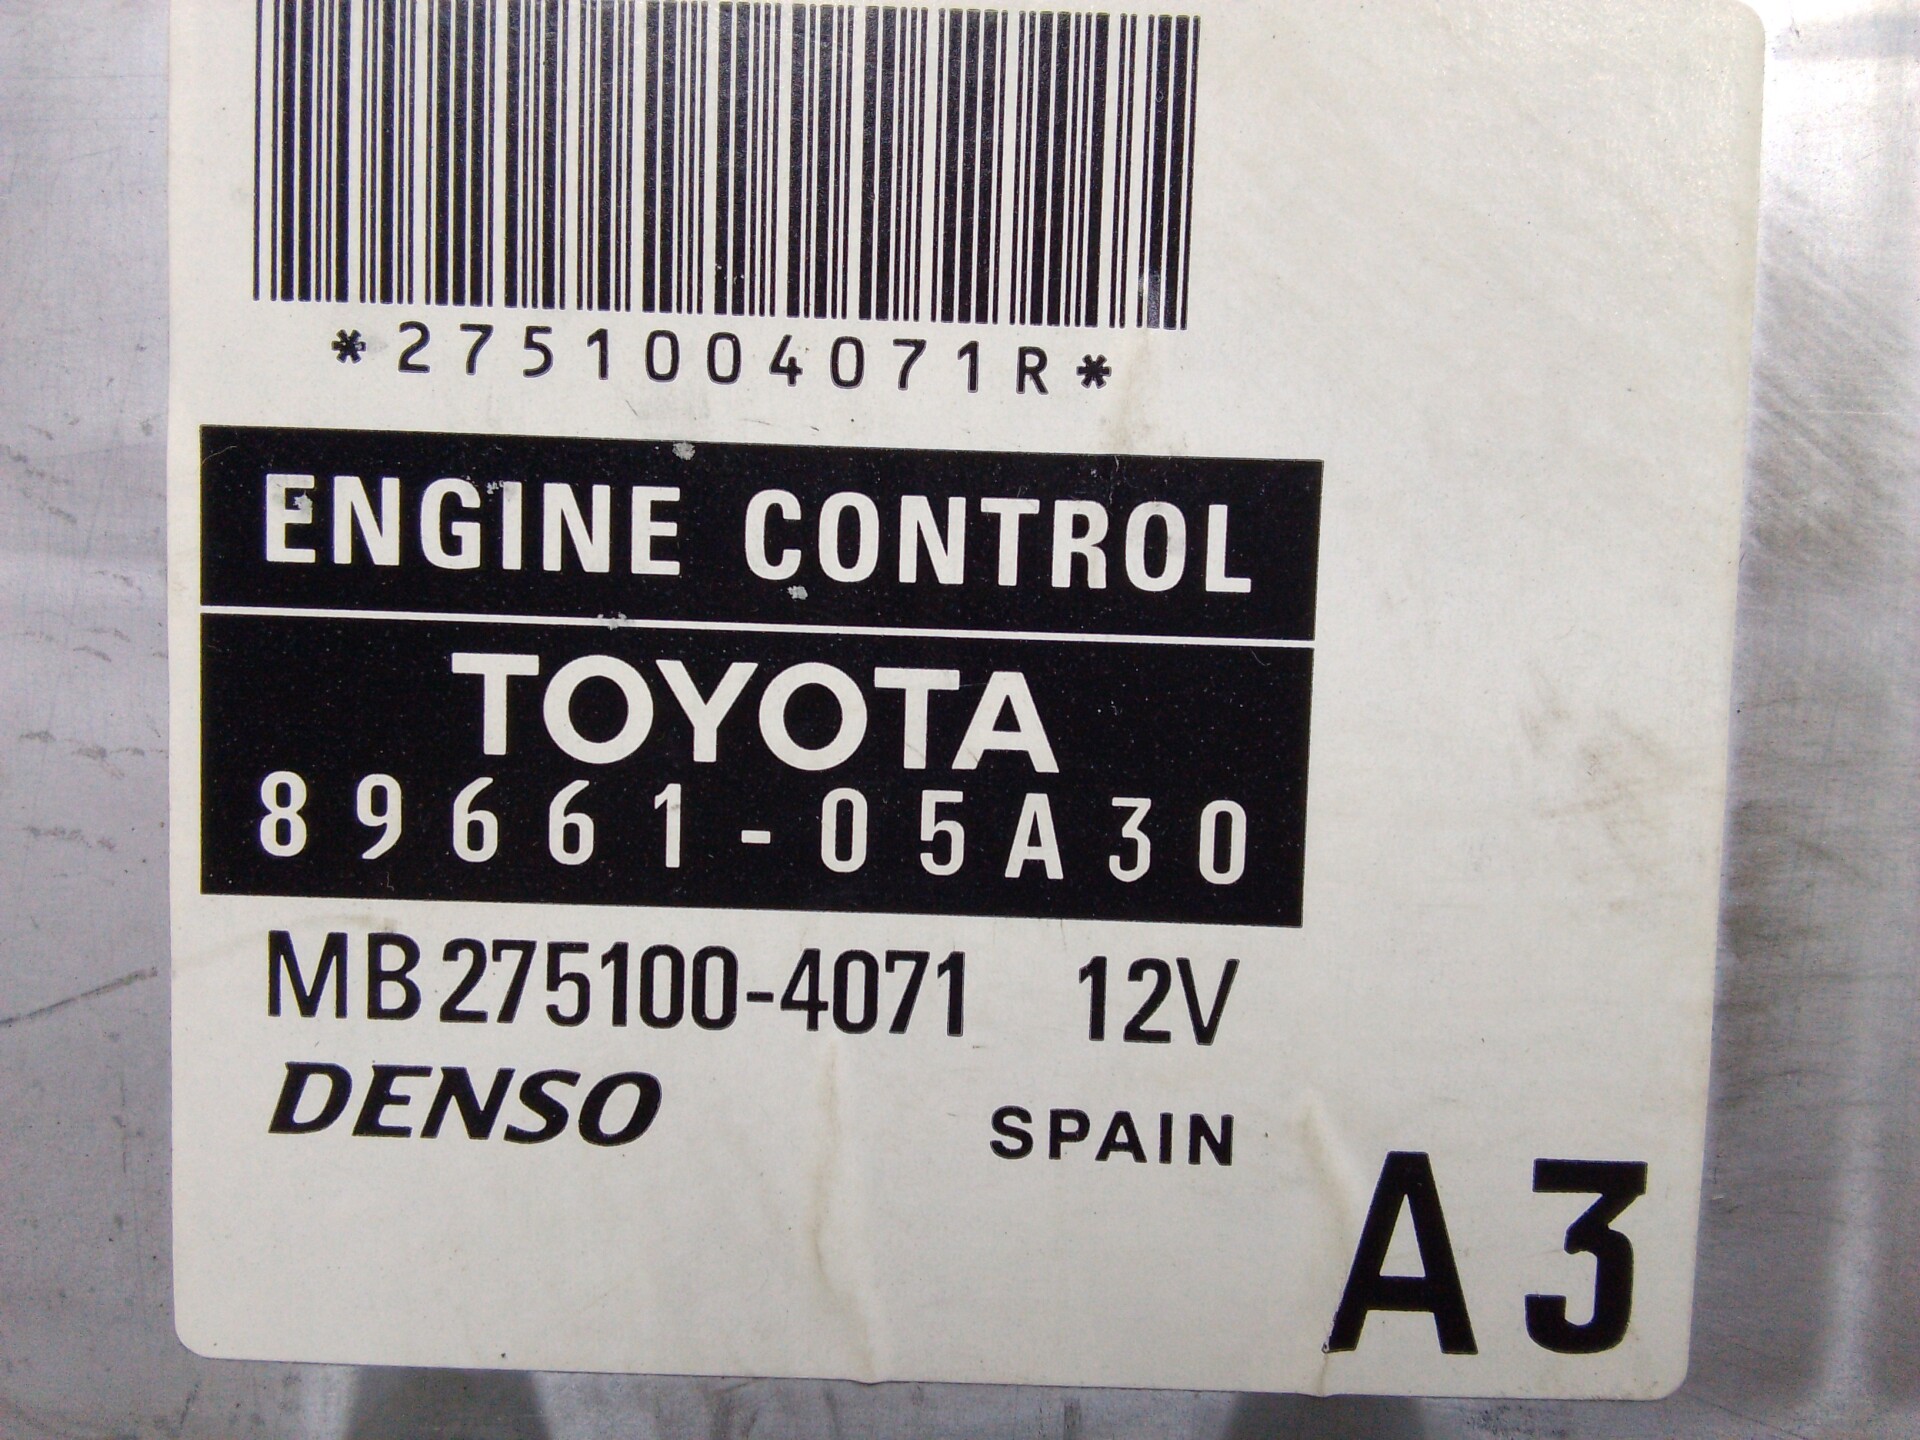 *2751004071R*
ENGINE CONTROL
TOYOTA
89661-05A30
MB275100-4071 12V
DENSO SPAIN
A3